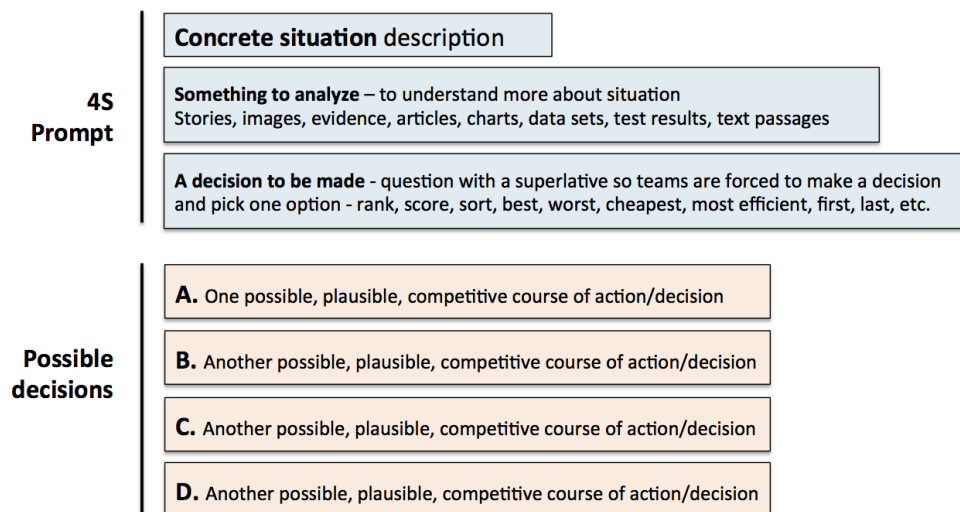 4S
Prompt
Concrete situation description
Something to analyze – to understand more about situation
Stories, images, evidence, articles, charts, data sets, test results, text passages
A decision to be made - question with a superlative so teams are forced to make a decision
and pick one option - rank, score, sort, best, worst, cheapest, most efficient, first, last, etc.
Possible
decisions
A. One possible, plausible, competitive course of action/decision
B. Another possible, plausible, competitive course of action/decision
C. Another possible, plausible, competitive course of action/decision
D. Another possible, plausible, competitive course of action/decision